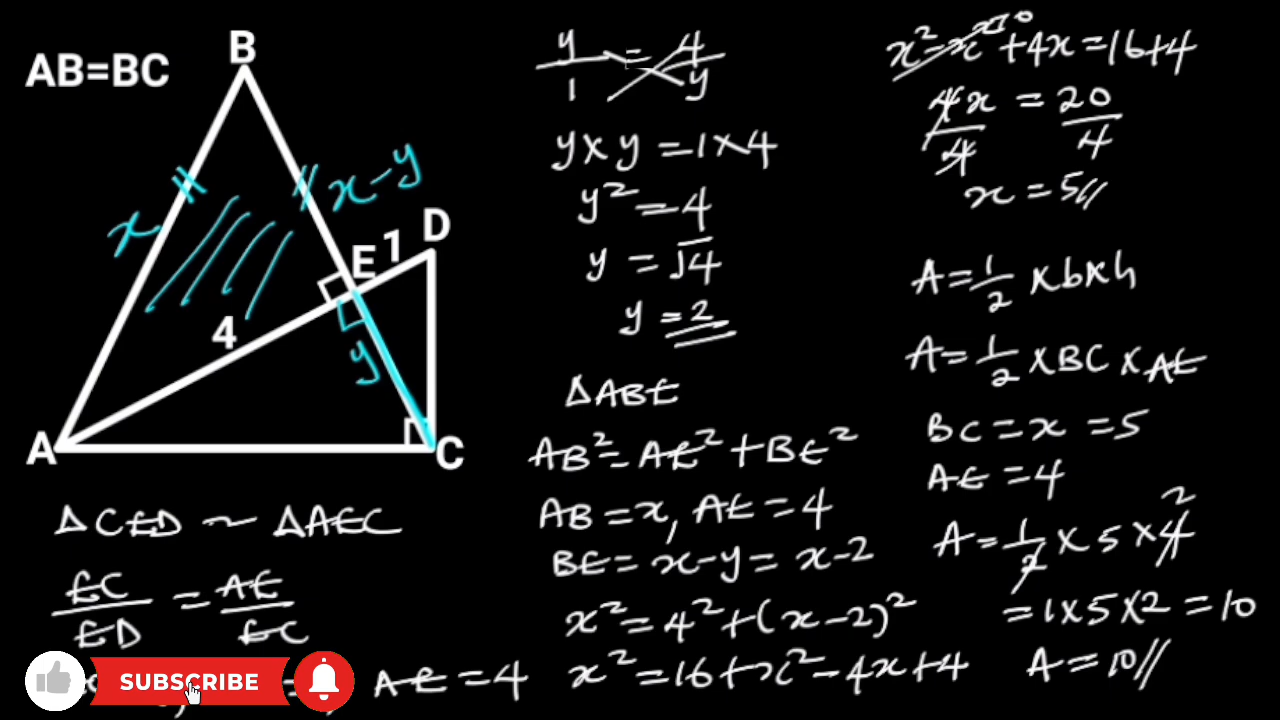 AB=BC
B
x
x-y
E
1
D
4
y
A
C
ΔCED ~ ΔAEC
EC/ED = AE/EC
AE = 4
SUBSCRIBE
y/1 = 4/y
y×y = 1×4
y² = 4
y = √4
y = 2
ΔABE
AB² = AE² + BE²
AB = x, AE = 4
BE = x-y = x-2
x² = 4² + (x-2)²
x² = 16 + x² - 4x + 4
x² - x² + 4x = 16+4
0
4x/4 = 20/4
x = 5//
A = 1/2 × b × h
A = 1/2 × BC × AE
BC = x = 5
AE = 4
2
A = 1/2 × 5 × 4
= 1×5×2 = 10
A = 10//